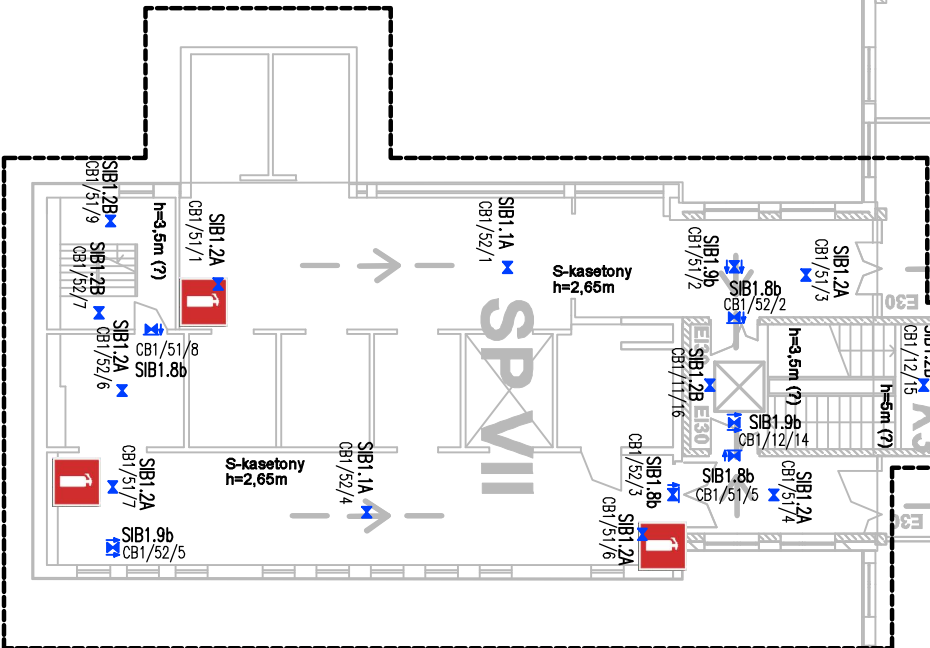 SIB1.2B
CB1/51/9
h=3,5m (?)
SIB1.2A
CB1/51/1
SIB1.2B
CB1/52/7
SIB1.2A
CB1/52/6
CB1/51/8
SIB1.8b
SIB1.1A
CB1/52/1
S-kasetony
h=2,65m
SIB1.9b
CB1/51/2
SIB1.8b
CB1/52/2
SIB1.2A
CB1/51/3
E30
SP VII
SIB1.2B
CB1/11/16
EI30
h=3,5m (?)
h=5m (?)
CB1/12/15
SIB1.9b
CB1/12/14
SIB1.8b
CB1/51/5
SIB1.2A
CB1/51/4
E30
SIB1.8b
CB1/52/3
SIB1.2A
CB1/51/6
S-kasetony
h=2,65m
SIB1.1A
CB1/52/4
SIB1.2A
CB1/51/7
SIB1.9b
CB1/52/5